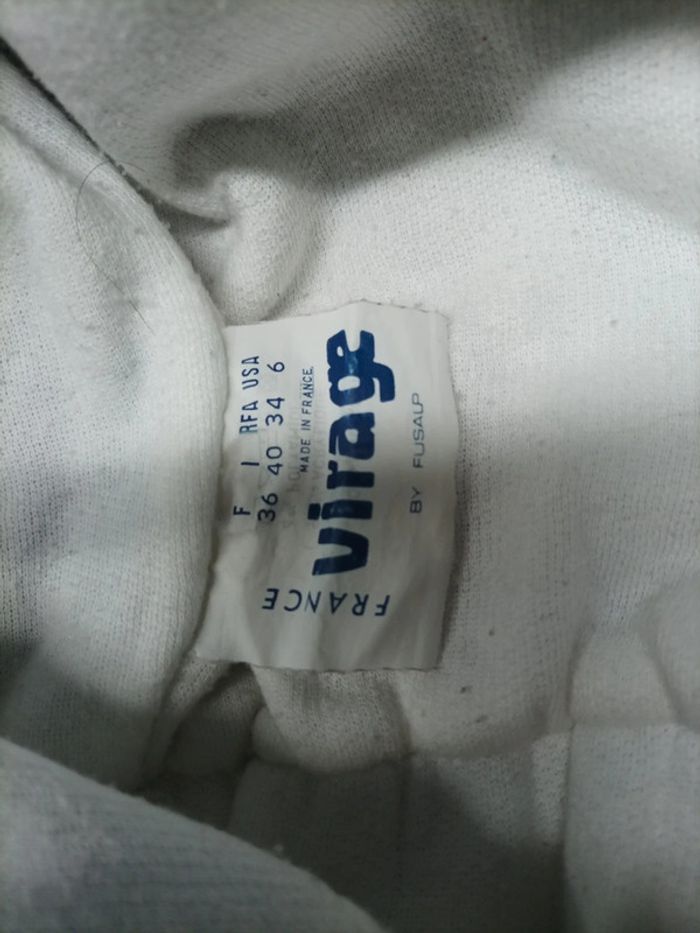 F I RFA USA
36 40 34 6
MADE IN FRANCE
virage
BY FUSALP
FRANCE